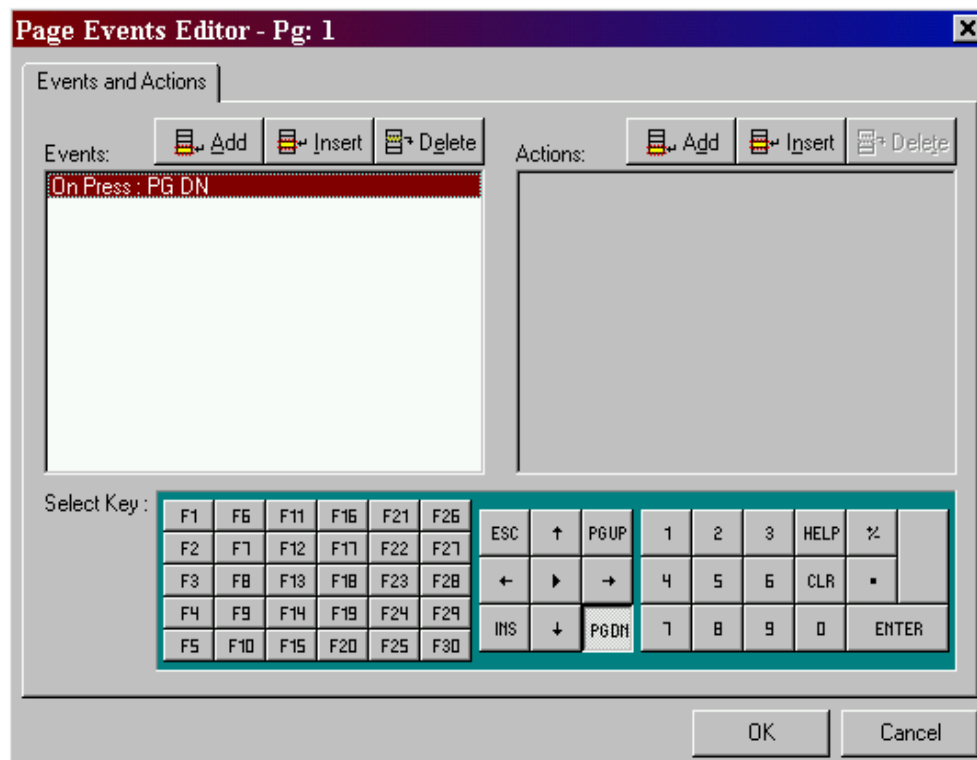 Page Events Editor - Pg: 1
Events and Actions
Events: Add Insert Delete
Actions: Add Insert Delete
On Press : PG DN
Select Key :
F1 F6 F11 F16 F21 F26
F2 F7 F12 F17 F22 F27
F3 F8 F13 F18 F23 F28
F4 F9 F14 F19 F24 F29
F5 F10 F15 F20 F25 F30
ESC ↑ PGUP
← ▶ →
INS ↓ PGDN
1 2 3 HELP +/-
4 5 6 CLR ▪
7 8 9 0 ENTER
OK Cancel